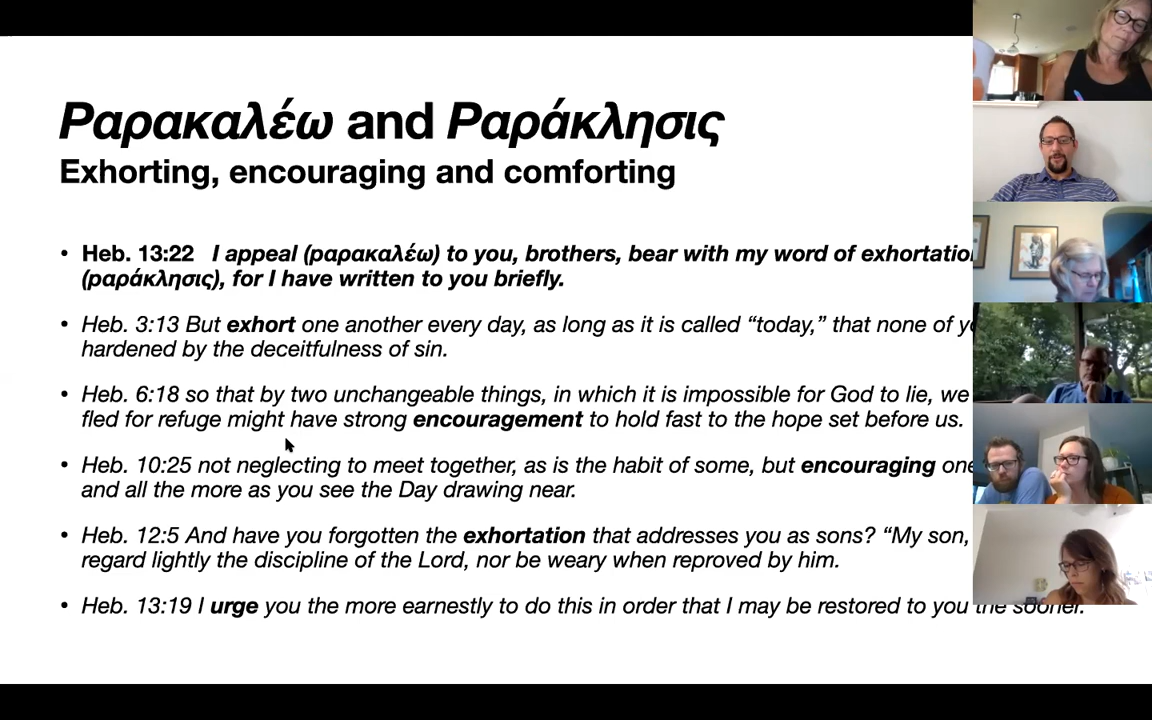 Ραρακαλέω and Ραράκλησις
Exhorting, encouraging and comforting
• Heb. 13:22 I appeal (ραρακαλέω) to you, brothers, bear with my word of exhortation
(ραράκλησις), for I have written to you briefly.
• Heb. 3:13 But exhort one another every day, as long as it is called “today,” that none of
hardened by the deceitfulness of sin.
• Heb. 6:18 so that by two unchangeable things, in which it is impossible for God to lie, we
fled for refuge might have strong encouragement to hold fast to the hope set before us.
• Heb. 10:25 not neglecting to meet together, as is the habit of some, but encouraging one
and all the more as you see the Day drawing near.
• Heb. 12:5 And have you forgotten the exhortation that addresses you as sons? “My son,
regard lightly the discipline of the Lord, nor be weary when reproved by him.
• Heb. 13:19 I urge you the more earnestly to do this in order that I may be restored to you the sooner.